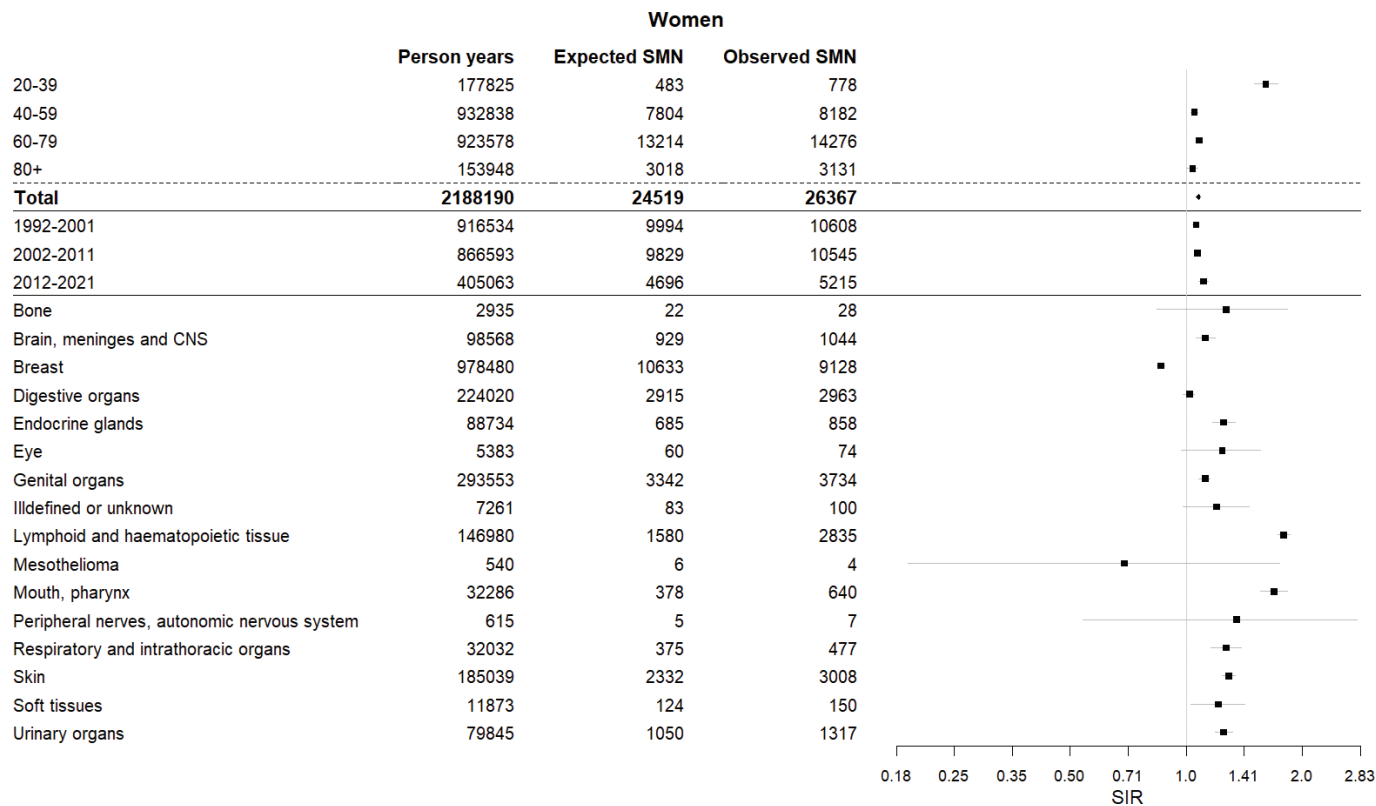 Women
Person years Expected SMN Observed SMN
20-39 177825 483 778
40-59 932838 7804 8182
60-79 923578 13214 14276
80+ 153948 3018 3131
Total 2188190 24519 26367
1992-2001 916534 9994 10608
2002-2011 866593 9829 10545
2012-2021 405063 4696 5215
Bone 2935 22 28
Brain, meninges and CNS 98568 929 1044
Breast 978480 10633 9128
Digestive organs 224020 2915 2963
Endocrine glands 88734 685 858
Eye 5383 60 74
Genital organs 293553 3342 3734
Illdefined or unknown 7261 83 100
Lymphoid and haematopoietic tissue 146980 1580 2835
Mesothelioma 540 6 4
Mouth, pharynx 32286 378 640
Peripheral nerves, autonomic nervous system 615 5 7
Respiratory and intrathoracic organs 32032 375 477
Skin 185039 2332 3008
Soft tissues 11873 124 150
Urinary organs 79845 1050 1317
0.18 0.25 0.35 0.50 0.71 1.0 1.41 2.0 2.83
SIR